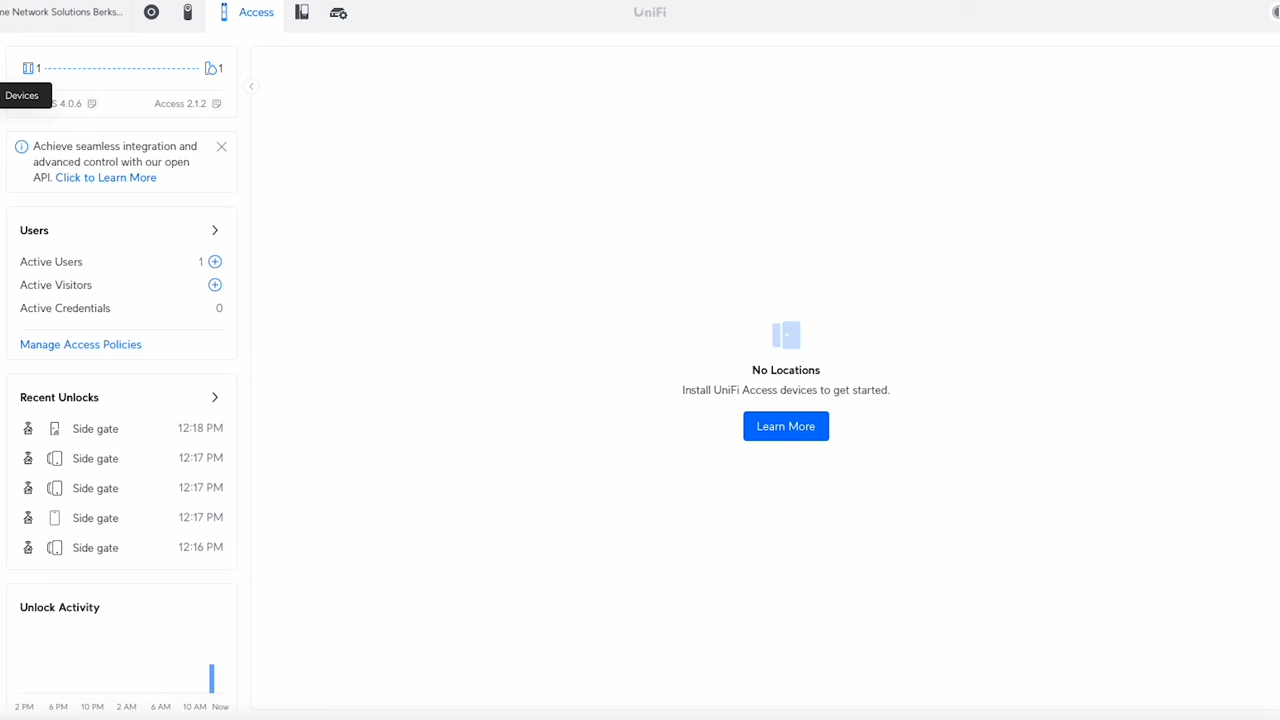 me Network Solutions Berks...
Access
UniFi
1
1
Devices
S 4.0.6
Access 2.1.2
Achieve seamless integration and
advanced control with our open
API. Click to Learn More
Users
Active Users 1
Active Visitors
Active Credentials 0
Manage Access Policies
Recent Unlocks
Side gate 12:18 PM
Side gate 12:17 PM
Side gate 12:17 PM
Side gate 12:17 PM
Side gate 12:16 PM
Unlock Activity
2 PM 6 PM 10 PM 2 AM 6 AM 10 AM Now
No Locations
Install UniFi Access devices to get started.
Learn More